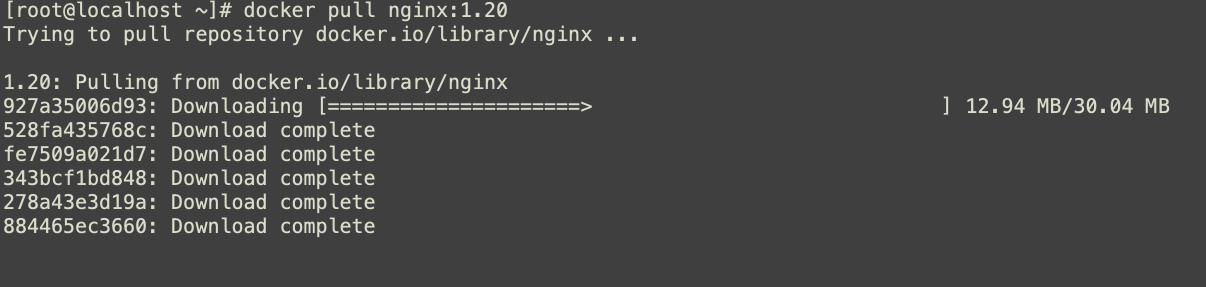 [root@localhost ~]# docker pull nginx:1.20
Trying to pull repository docker.io/library/nginx ...
1.20: Pulling from docker.io/library/nginx
927a35006d93: Downloading [=====================>                             ] 12.94 MB/30.04 MB
528fa435768c: Download complete
fe7509a021d7: Download complete
343bcf1bd848: Download complete
278a43e3d19a: Download complete
884465ec3660: Download complete